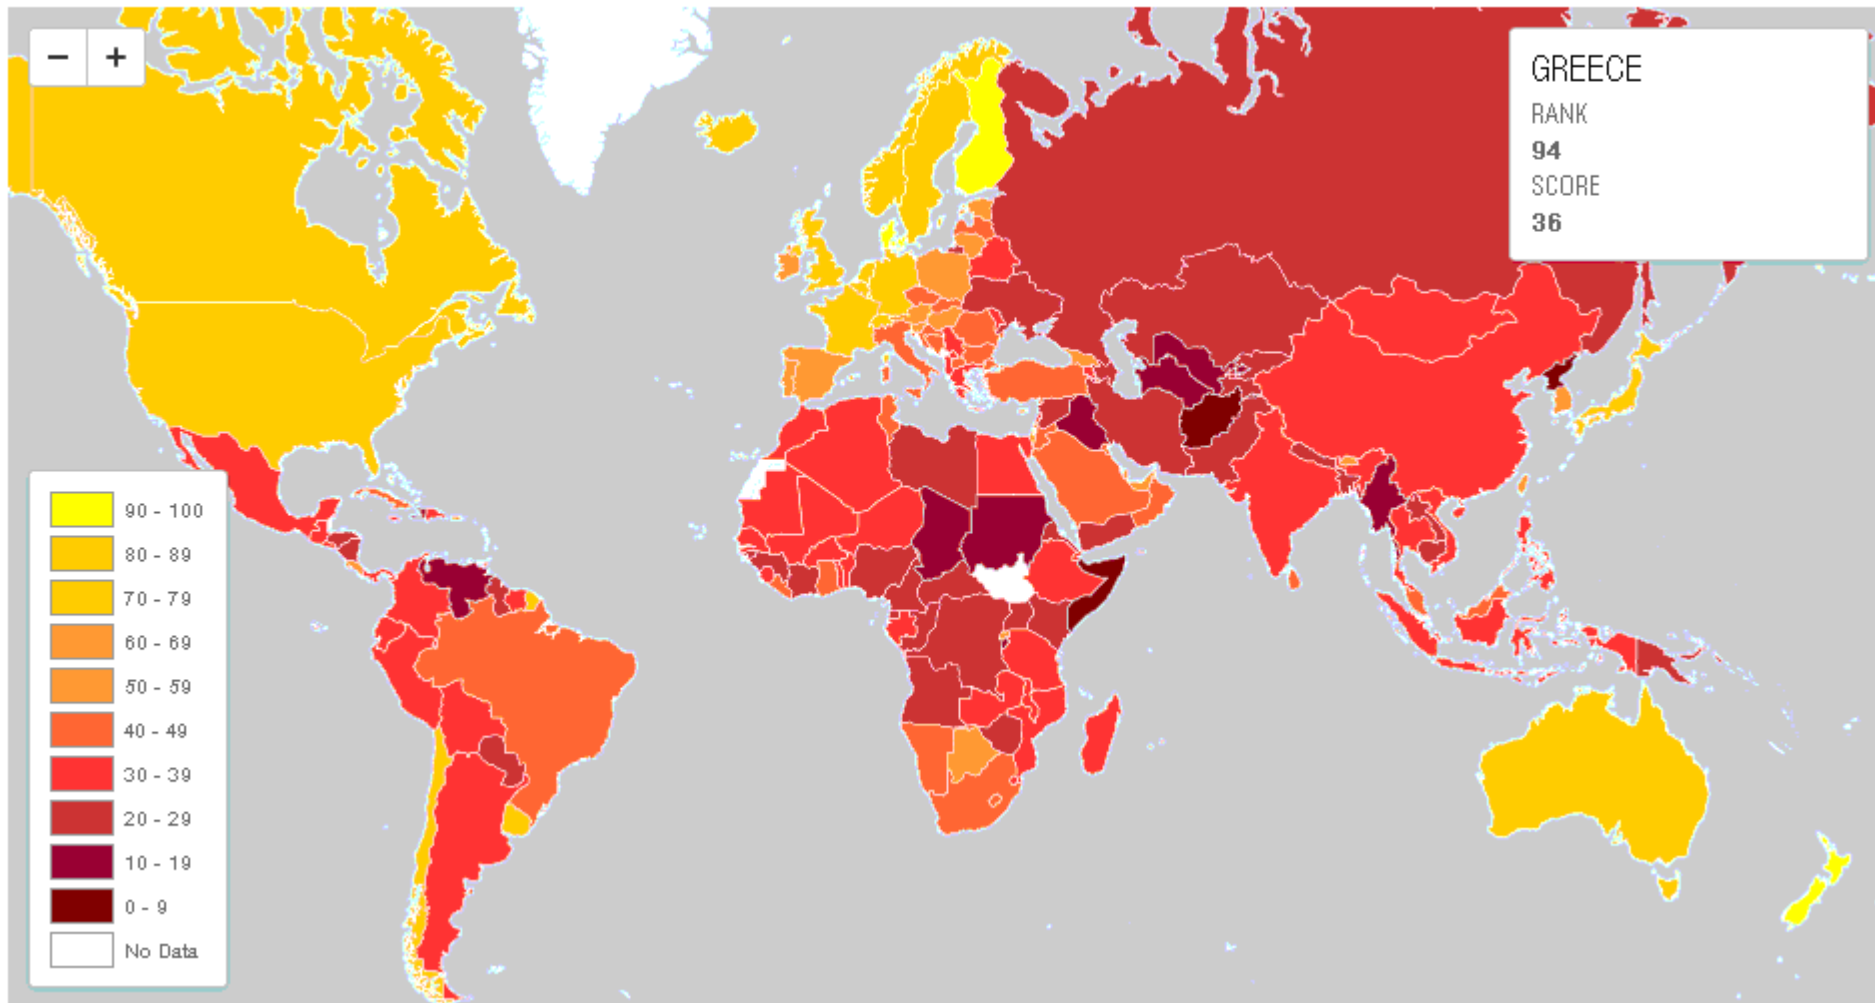 − +
GREECE
RANK
94
SCORE
36
90 - 100
80 - 89
70 - 79
60 - 69
50 - 59
40 - 49
30 - 39
20 - 29
10 - 19
0 - 9
No Data